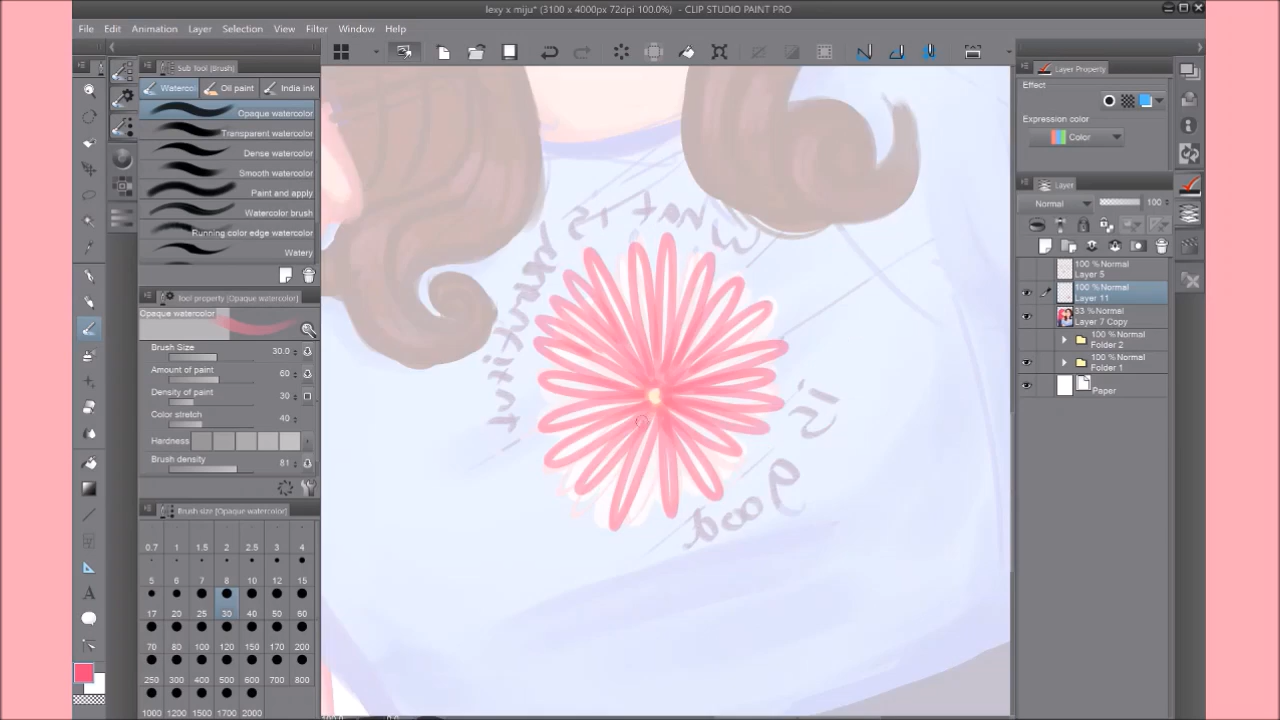 lexy x miju* (3100 x 4000px 72dpi 100.0%) - CLIP STUDIO PAINT PRO
File Edit Animation Layer Selection View Filter Window Help
Sub Tool (Brush)
Waterco Oil paint India ink
Opaque watercolor
Transparent watercolor
Dense watercolor
Smooth watercolor
Paint and apply
Watercolor brush
Running color edge watercolor
Watery
Tool property (Opaque watercolor)
Opaque watercolor
Brush Size 30.0
Amount of paint 60
Density of paint 30
Color stretch 40
Hardness
Brush density 81
Brush size [Opaque watercolor]
0.7 1 1.5 2 2.5 3 4
5 6 7 8 10 12 15
17 20 25 30 40 50 60
70 80 100 120 150 170 200
250 300 400 500 600 700 800
1000 1200 1500 1700 2000
What is
beautiful
is
good
Layer Property
Effect
Expression color
Color
Layer
Normal 100
100 % Normal
Layer 5
100 % Normal
Layer 11
33 % Normal
Layer 7 Copy
100 % Normal
Folder 2
100 % Normal
Folder 1
Paper